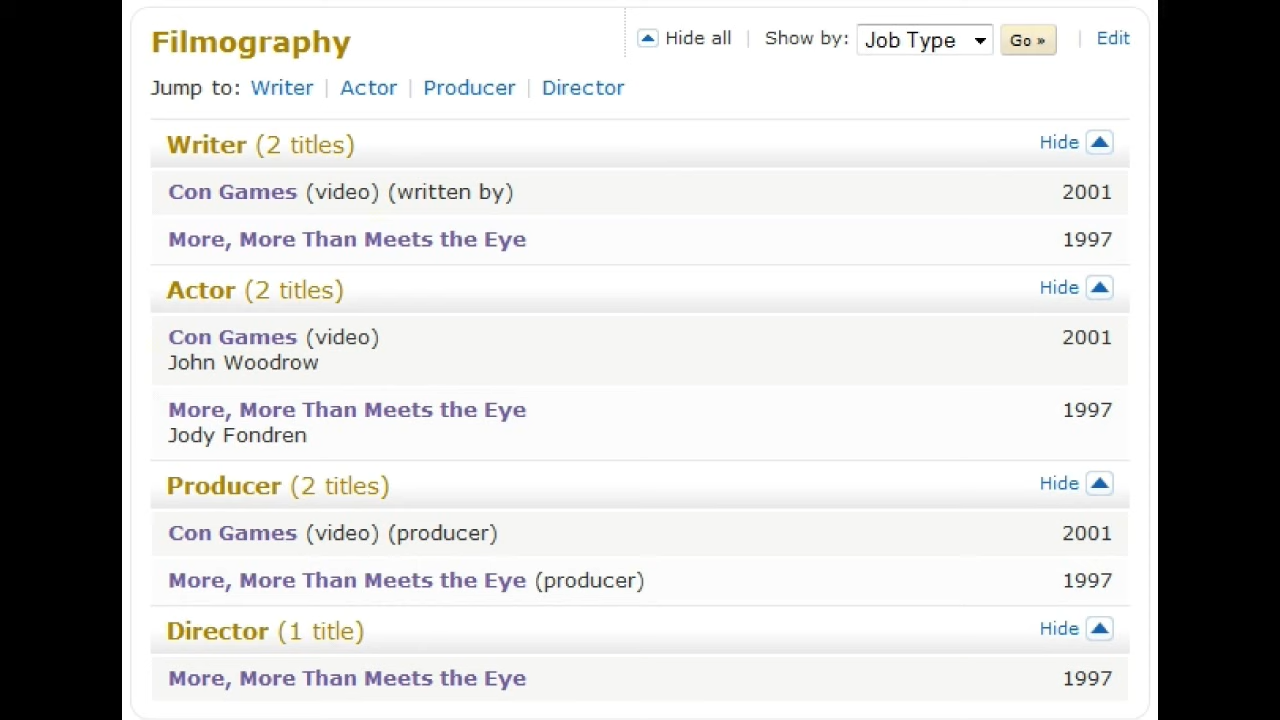 Filmography
Hide all | Show by: Job Type Go » | Edit
Jump to: Writer | Actor | Producer | Director
Writer (2 titles) Hide
Con Games (video) (written by) 2001
More, More Than Meets the Eye 1997
Actor (2 titles) Hide
Con Games (video) 2001
John Woodrow
More, More Than Meets the Eye 1997
Jody Fondren
Producer (2 titles) Hide
Con Games (video) (producer) 2001
More, More Than Meets the Eye (producer) 1997
Director (1 title) Hide
More, More Than Meets the Eye 1997